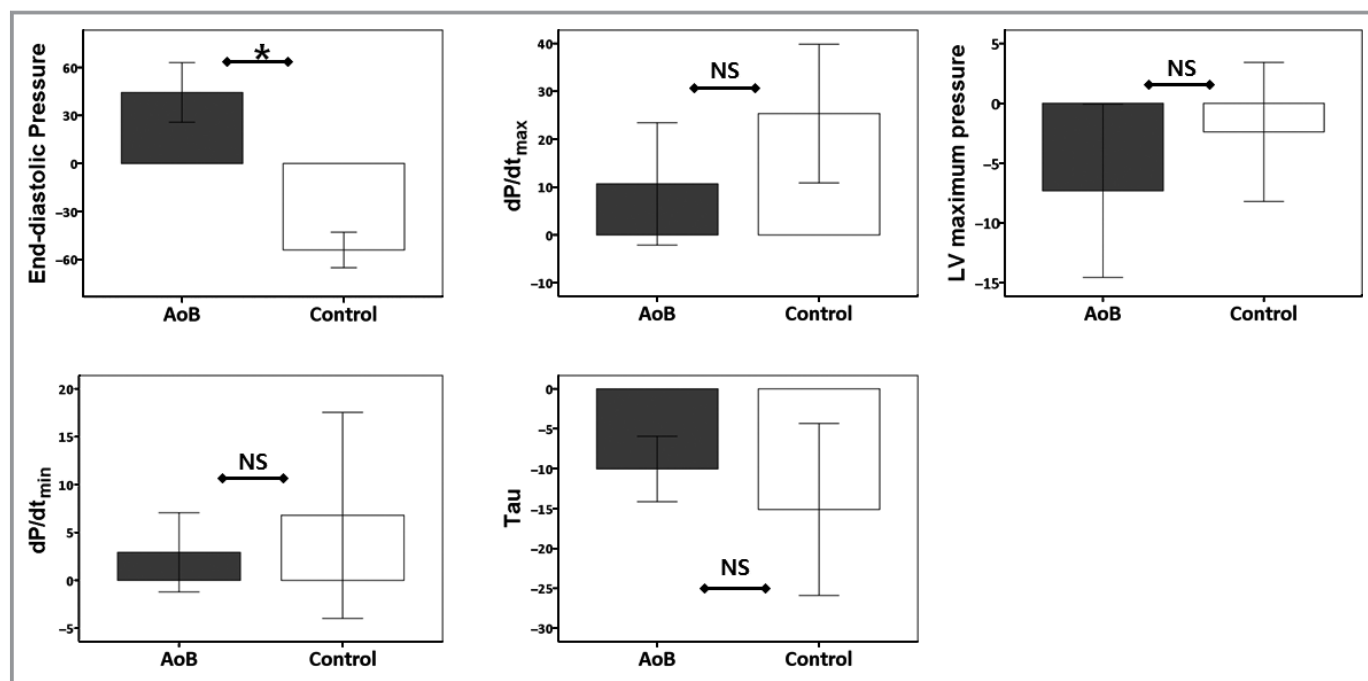 End-diastolic Pressure
60
30
0
−30
−60
*
AoB
Control
dP/dtmax
40
30
20
10
0
−10
NS
AoB
Control
LV maximum pressure
5
0
−5
−10
−15
NS
AoB
Control
dP/dtmin
20
15
10
5
0
−5
NS
AoB
Control
Tau
0
−5
−10
−15
−20
−25
−30
NS
AoB
Control